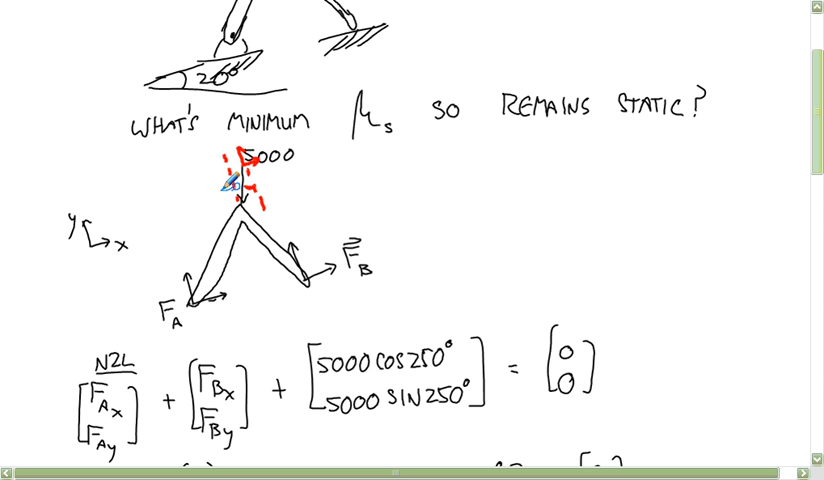 20°
WHAT'S MINIMUM μs SO REMAINS STATIC?
5000
y
x
FB
FA
N2L
[FAx FAy] + [FBx FBy] + [5000 COS 250° 5000 SIN 250°] = [0 0]